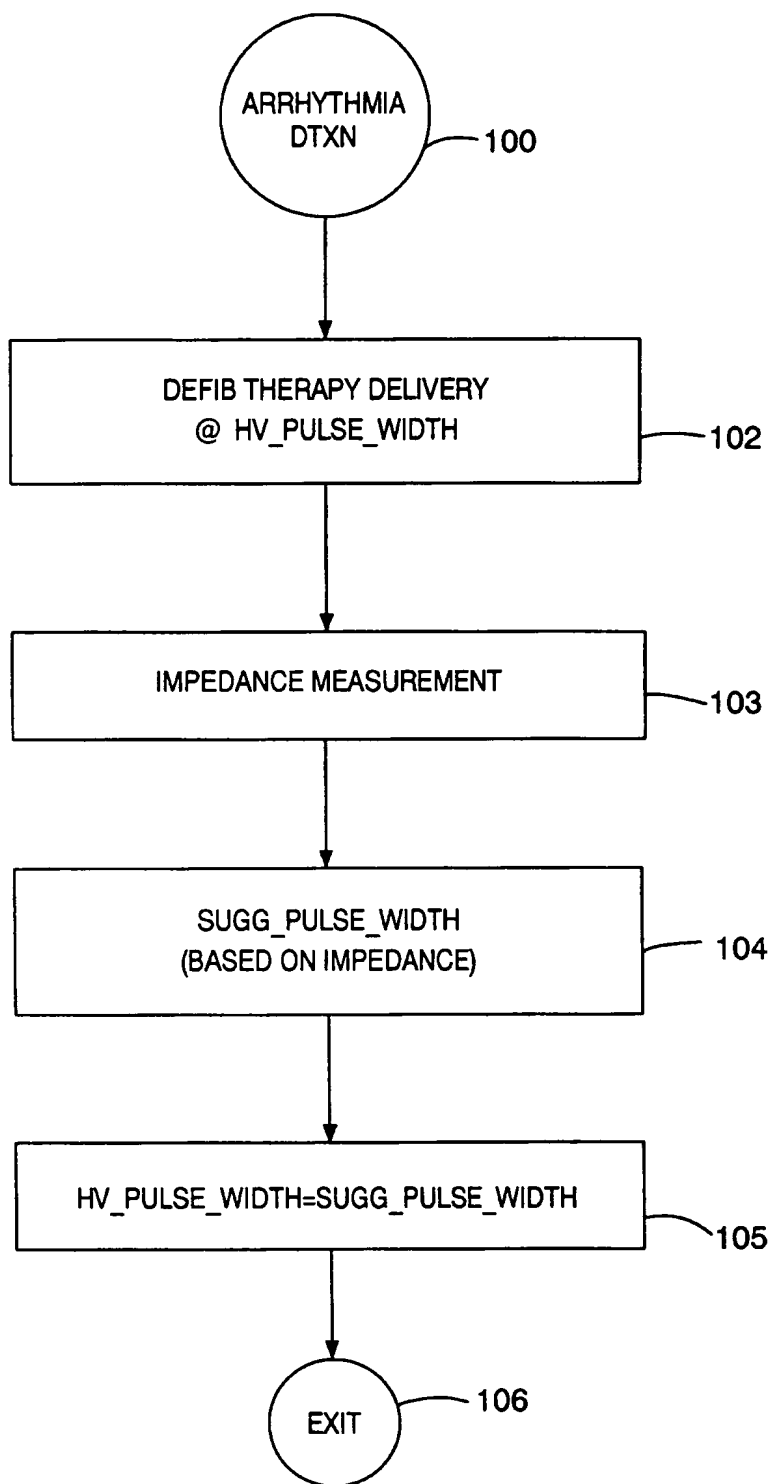 ARRHYTHMIA
DTXN
100
DEFIB THERAPY DELIVERY
@ HV_PULSE_WIDTH
102
IMPEDANCE MEASUREMENT
103
SUGG_PULSE_WIDTH
(BASED ON IMPEDANCE)
104
HV_PULSE_WIDTH=SUGG_PULSE_WIDTH
105
EXIT
106